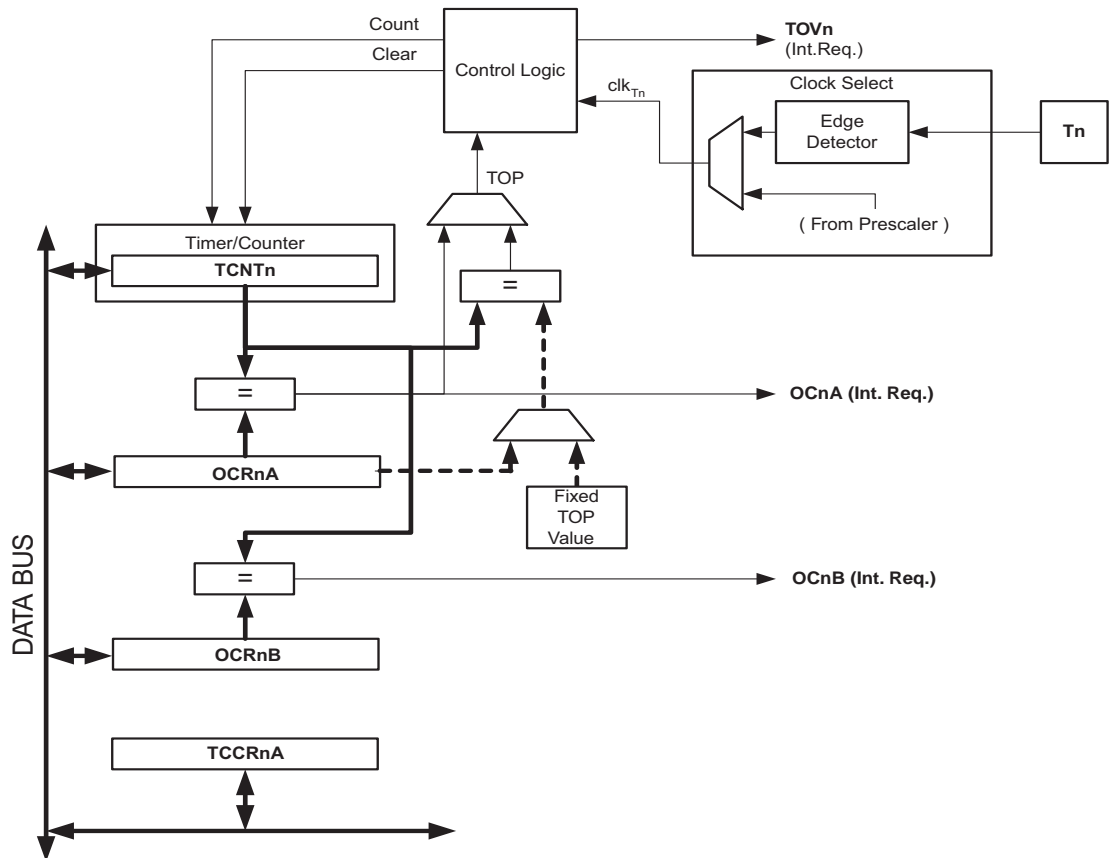 Count
Clear
Control Logic
TOVn
(Int.Req.)
clkTn
Clock Select
Edge
Detector
Tn
( From Prescaler )
TOP
Timer/Counter
TCNTn
=
=
OCnA (Int. Req.)
OCRnA
Fixed
TOP
Value
=
OCnB (Int. Req.)
OCRnB
TCCRnA
DATA BUS